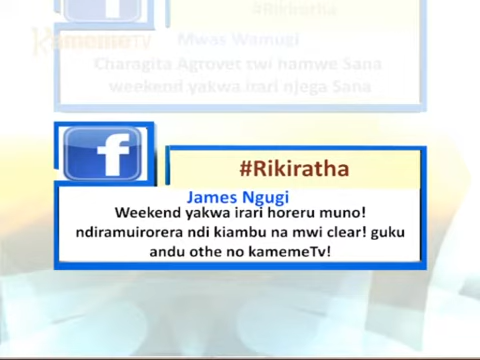 #Rikiratha
KamemeTV
Mwas Wamugi
Charagita Agrovet twi hamwe Sana
weekend yakwa irari njega Sana
f
#Rikiratha
James Ngugi
Weekend yakwa irari horeru muno!
ndiramuirorera ndi kiambu na mwi clear! guku
andu othe no kamemeTv!